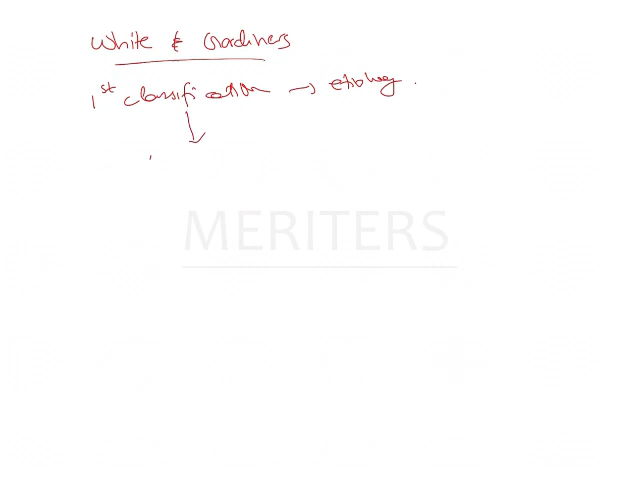 White & Gardiners
1st classification → etiology.
MERITERS